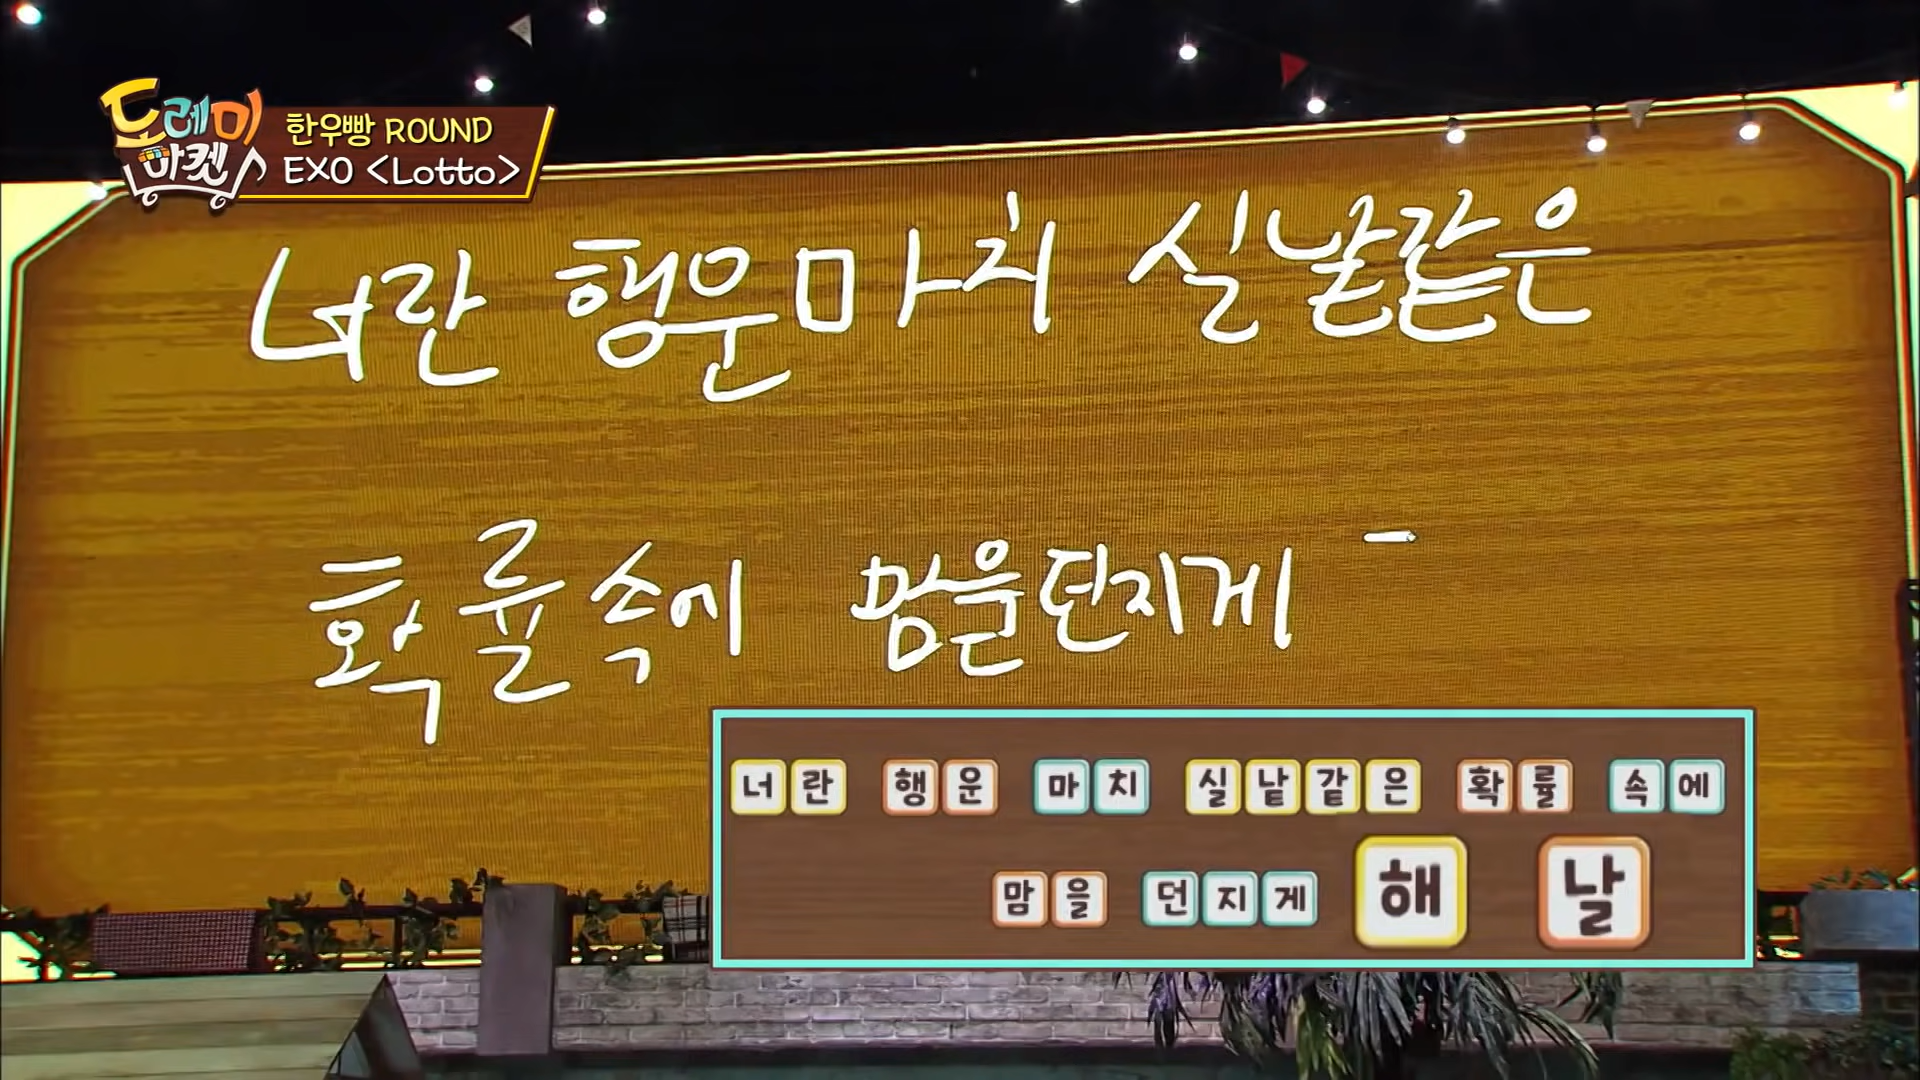 도레미
마켓
한우빵 ROUND
EXO <Lotto>
너란 행운마치 실낱같은
확률속에 맘을던지게
너란 행운 마치 실낱같은 확률 속에
맘을 던지게 해 날